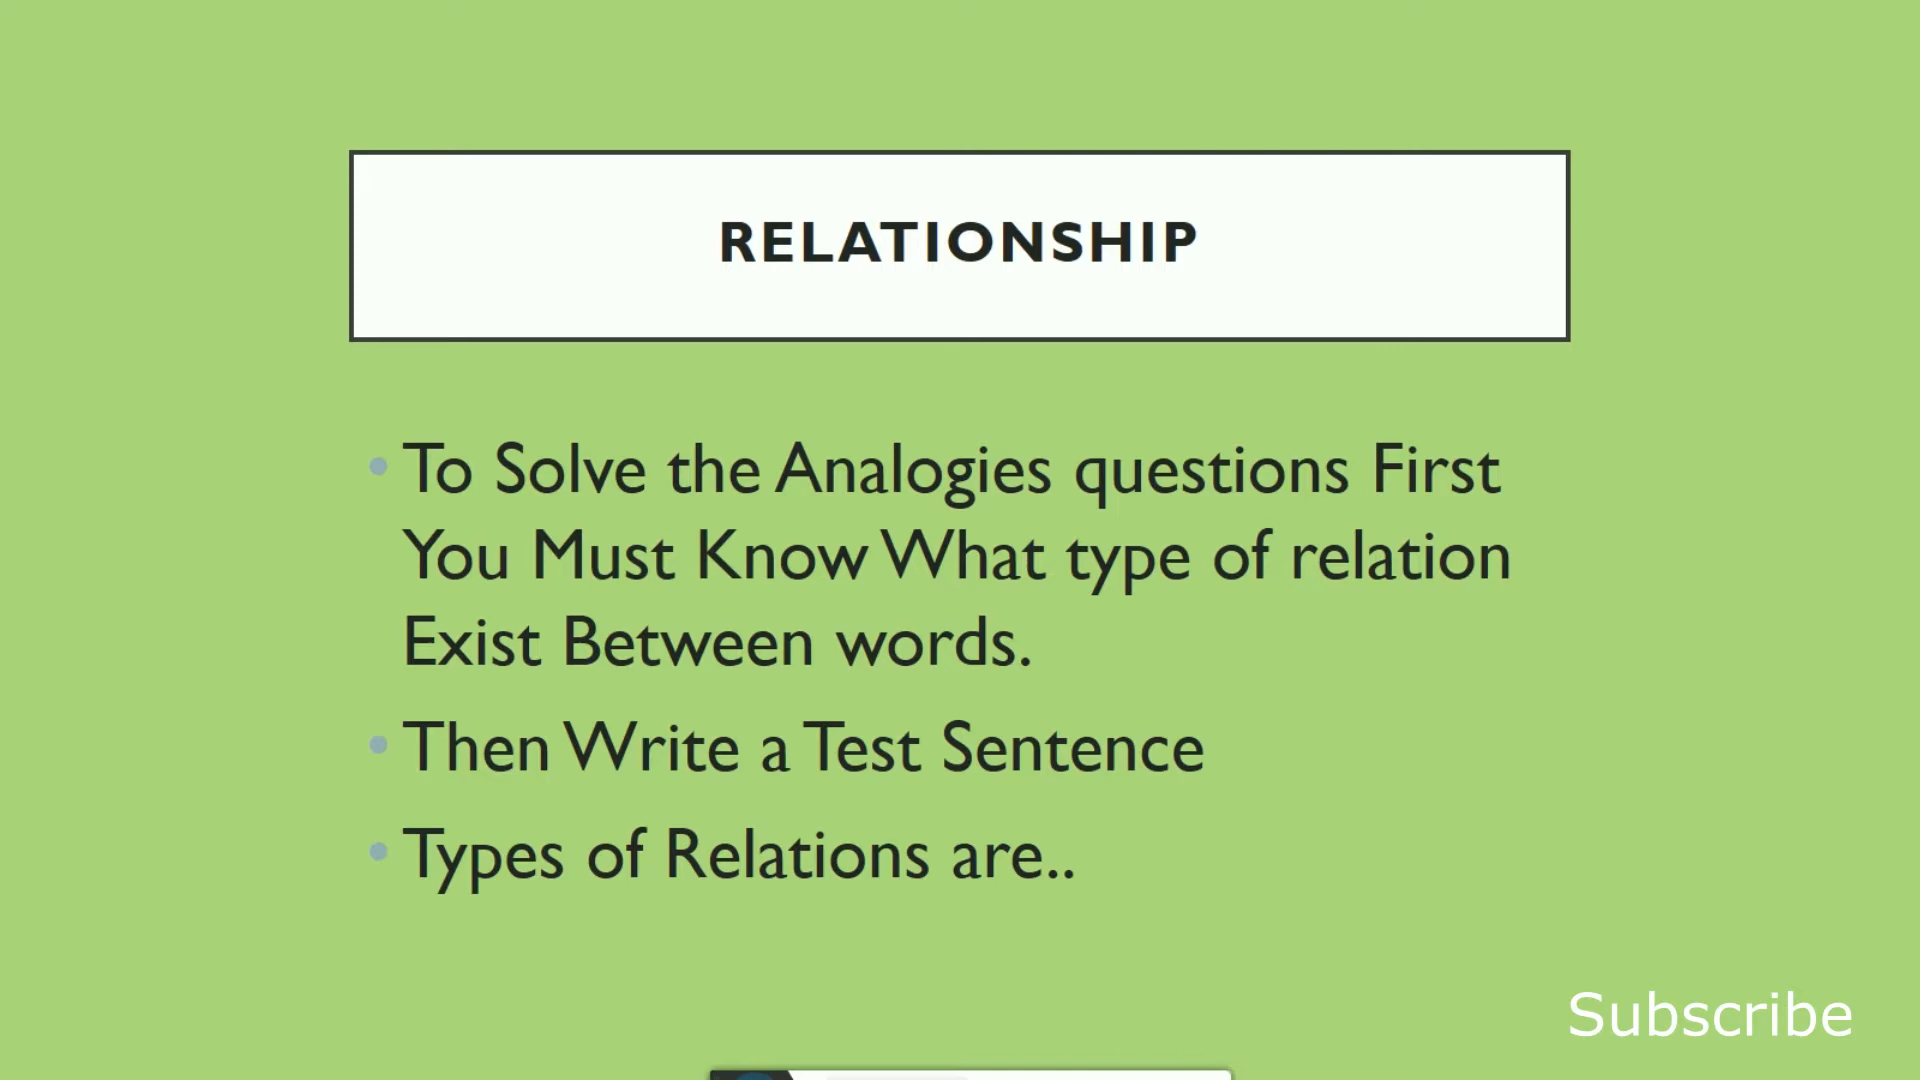 RELATIONSHIP
• To Solve the Analogies questions First
You Must Know What type of relation
Exist Between words.
• Then Write a Test Sentence
• Types of Relations are..
Subscribe